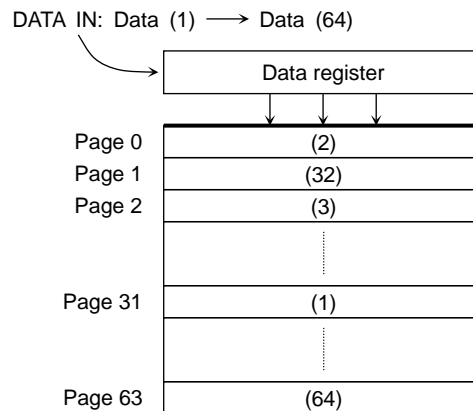 DATA IN: Data (1) → Data (64)
Data register
Page 0 (2)
Page 1 (32)
Page 2 (3)
Page 31 (1)
Page 63 (64)